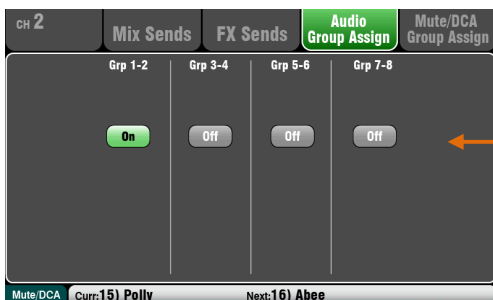 CH 2
Mix Sends
FX Sends
Audio
Group Assign
Mute/DCA
Group Assign
Grp 1-2
Grp 3-4
Grp 5-6
Grp 7-8
On
Off
Off
Off
Mute/DCA
Curr:15) Polly
Next:16) Abee